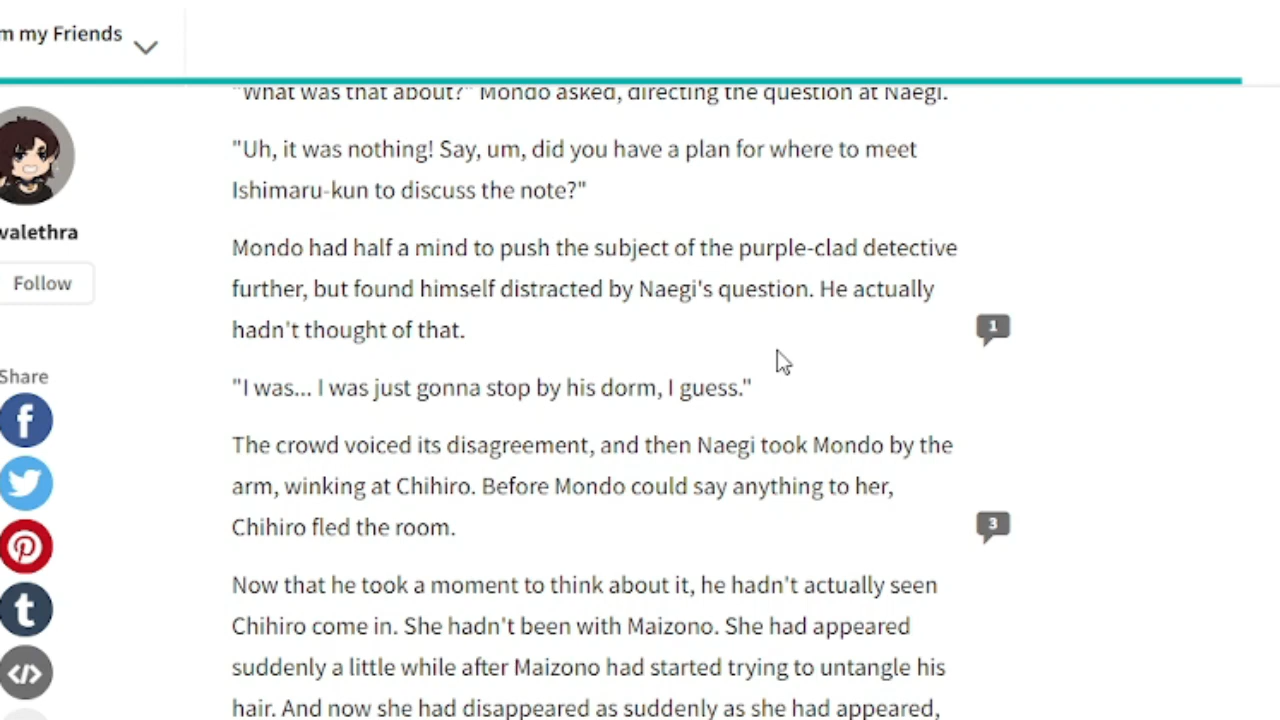 m my Friends
"What was that about?" Mondo asked, directing the question at Naegi.
"Uh, it was nothing! Say, um, did you have a plan for where to meet
Ishimaru-kun to discuss the note?"
valethra
Follow
Mondo had half a mind to push the subject of the purple-clad detective
further, but found himself distracted by Naegi's question. He actually
hadn't thought of that.
1
Share
"I was... I was just gonna stop by his dorm, I guess."
The crowd voiced its disagreement, and then Naegi took Mondo by the
arm, winking at Chihiro. Before Mondo could say anything to her,
Chihiro fled the room.
3
Now that he took a moment to think about it, he hadn't actually seen
Chihiro come in. She hadn't been with Maizono. She had appeared
suddenly a little while after Maizono had started trying to untangle his
hair. And now she had disappeared as suddenly as she had appeared,